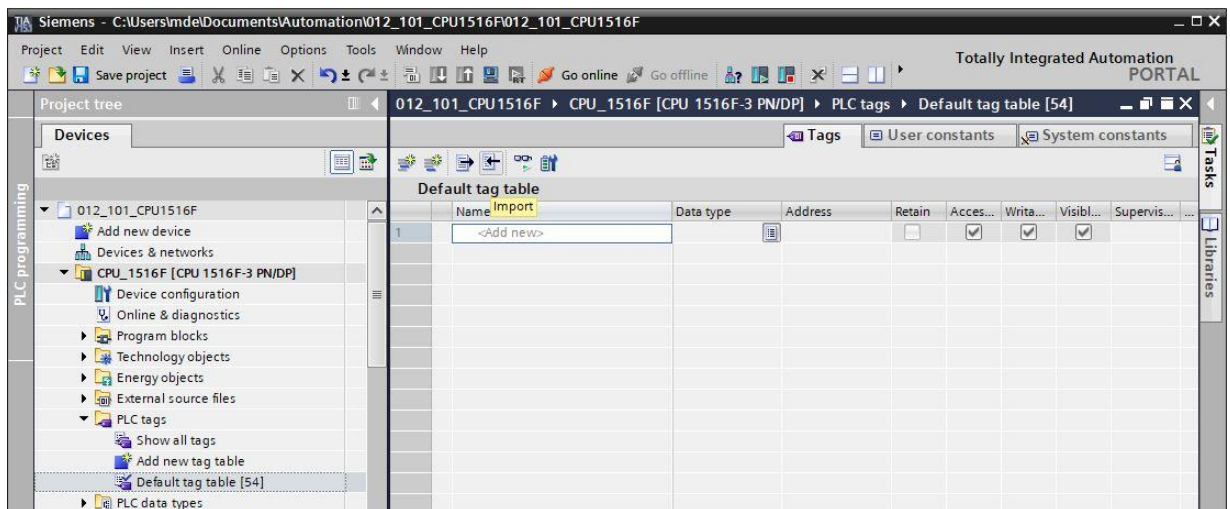 Siemens - C:\Users\mde\Documents\Automation\012_101_CPU1516F\012_101_CPU1516F
Project Edit View Insert Online Options Tools Window Help
Totally Integrated Automation
PORTAL
Save project Go online Go offline
Project tree
012_101_CPU1516F CPU_1516F [CPU 1516F-3 PN/DP] PLC tags Default tag table [54]
Devices
Tags User constants System constants
Default tag table
Import
Name Data type Address Retain Acces... Writa... Visibl... Supervis... ...
1 <Add new>
012_101_CPU1516F
Add new device
Devices & networks
CPU_1516F [CPU 1516F-3 PN/DP]
Device configuration
Online & diagnostics
Program blocks
Technology objects
Energy objects
External source files
PLC tags
Show all tags
Add new tag table
Default tag table [54]
PLC data types
PLC programming
Tasks
Libraries